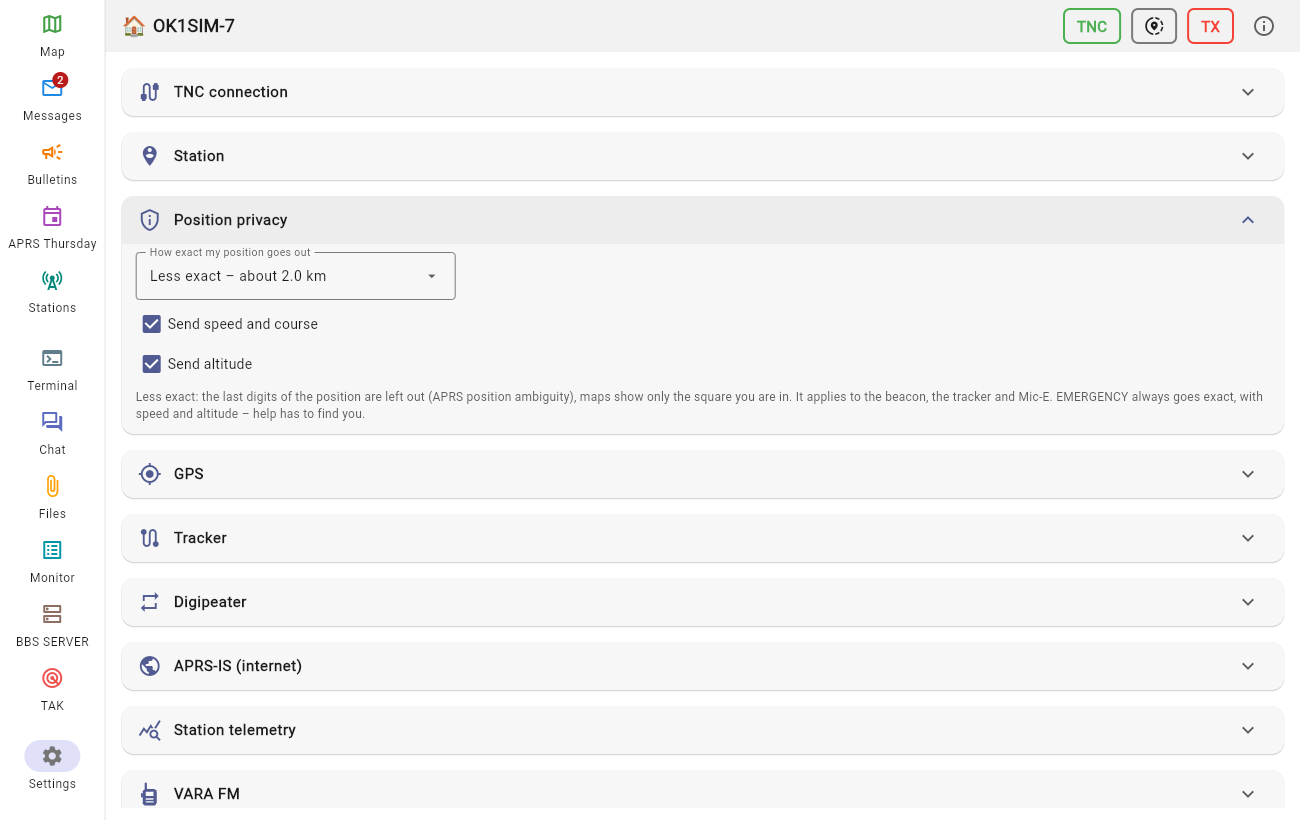 OK1SIM-7
TNC
TX
Map
2
Messages
Bulletins
APRS Thursday
Stations
Terminal
Chat
Files
Monitor
BBS SERVER
TAK
Settings
TNC connection
Station
Position privacy
How exact my position goes out
Less exact – about 2.0 km
Send speed and course
Send altitude
Less exact: the last digits of the position are left out (APRS position ambiguity), maps show only the square you are in. It applies to the beacon, the tracker and Mic-E. EMERGENCY always goes exact, with
speed and altitude – help has to find you.
GPS
Tracker
Digipeater
APRS-IS (internet)
Station telemetry
VARA FM